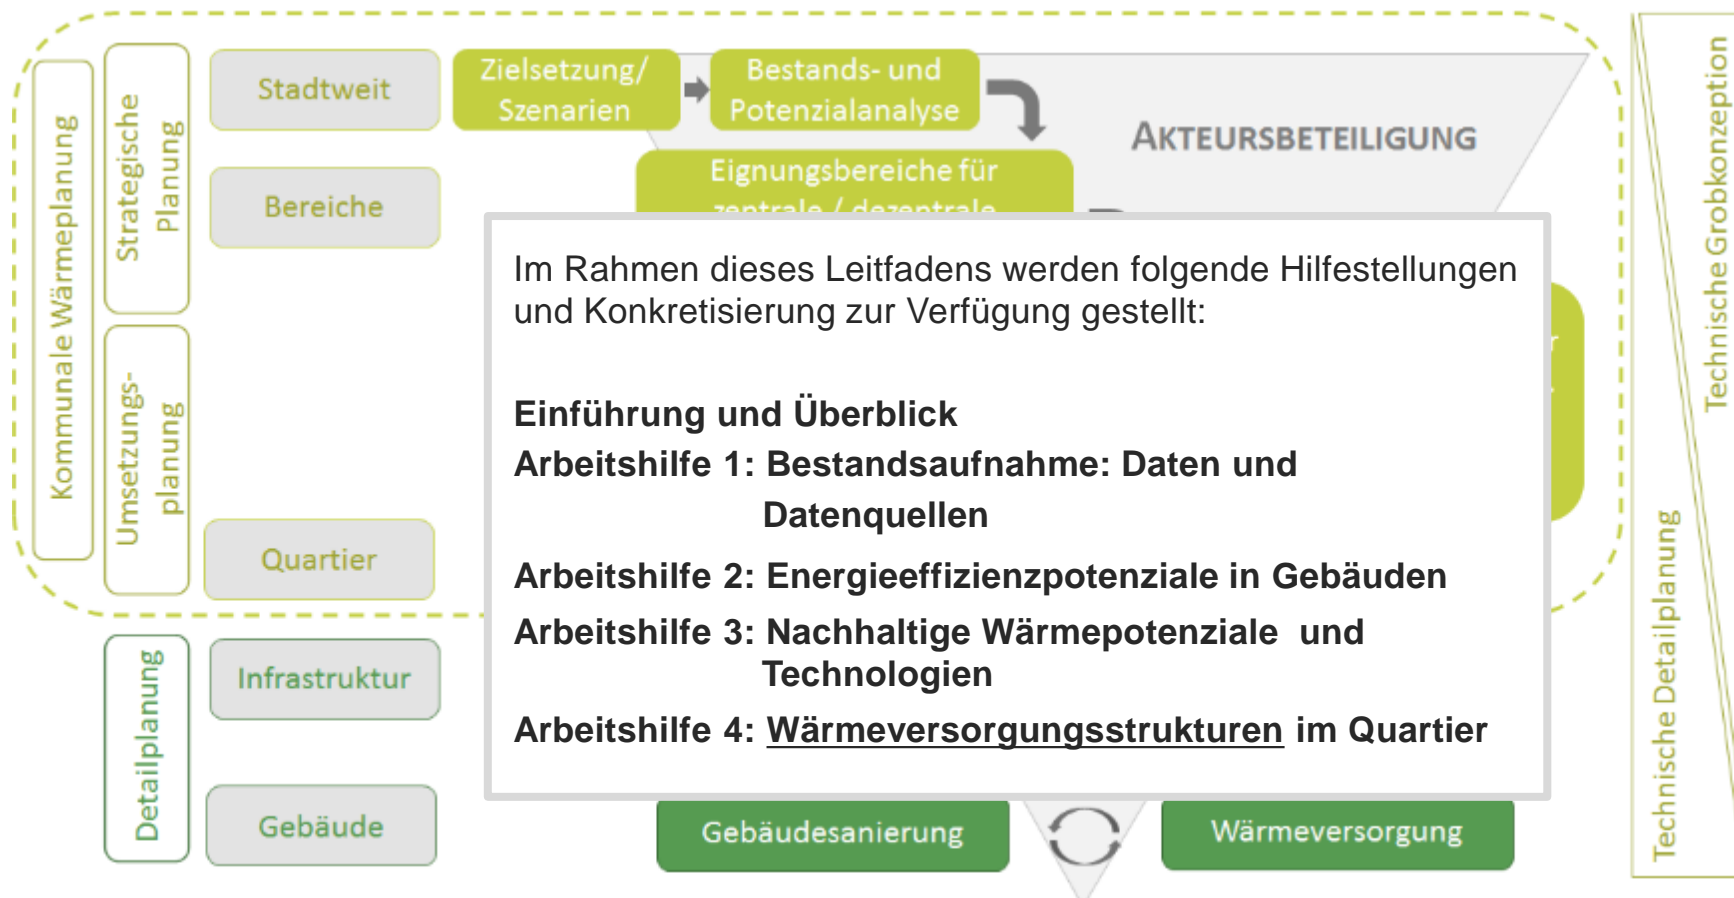 Kommunale Wärmeplanung
Strategische
Planung
Umsetzungs-
planung
Detailplanung
Stadtweit
Bereiche
Quartier
Infrastruktur
Gebäude
Zielsetzung/
Szenarien
Bestands- und
Potenzialanalyse
AKTEURSBETEILIGUNG
Eignungsbereiche für
zentrale / dezentrale
Im Rahmen dieses Leitfadens werden folgende Hilfestellungen
und Konkretisierung zur Verfügung gestellt:
Einführung und Überblick
Arbeitshilfe 1: Bestandsaufnahme: Daten und
Datenquellen
Arbeitshilfe 2: Energieeffizienzpotenziale in Gebäuden
Arbeitshilfe 3: Nachhaltige Wärmepotenziale und
Technologien
Arbeitshilfe 4: Wärmeversorgungsstrukturen im Quartier
Gebäudesanierung
Wärmeversorgung
Technische Grobkonzeption
Technische Detailplanung